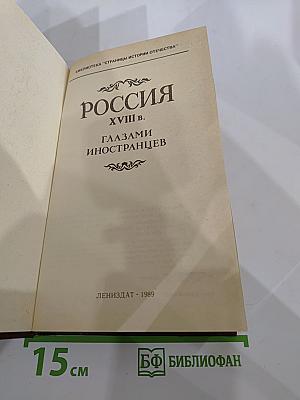 БИБЛИОТЕКА "СТРАНИЦЫ ИСТОРИИ ОТЕЧЕСТВА"
РОССИЯ
XVIII в.
ГЛАЗАМИ
ИНОСТРАНЦЕВ
ЛЕНИЗДАТ · 1989
15 см
БФ БИБЛИОФАН